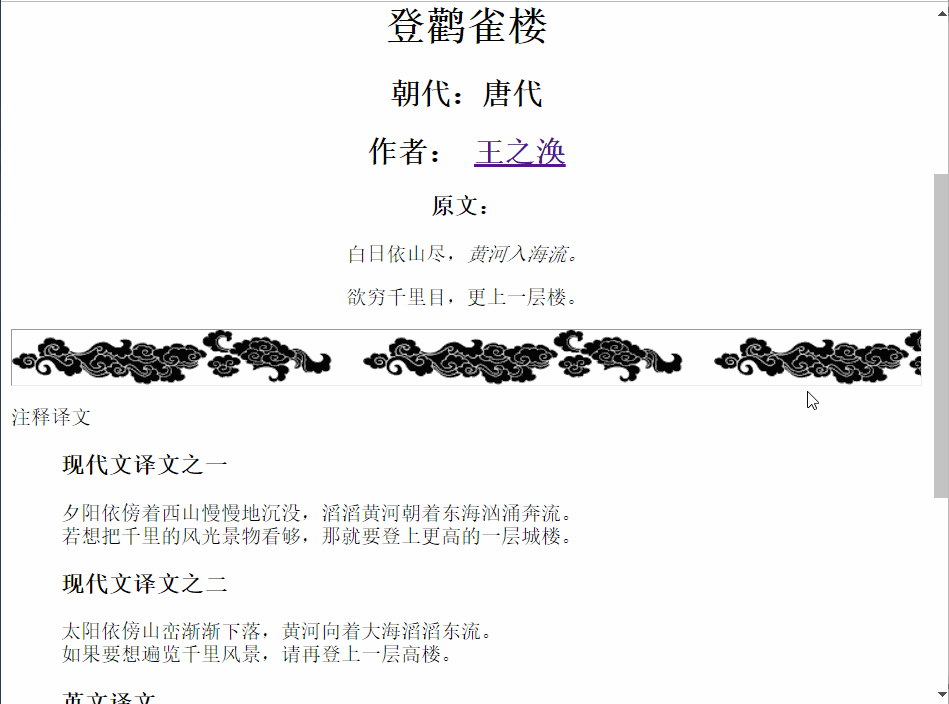 登鹳雀楼
朝代：唐代
作者： 王之涣
原文：
白日依山尽，黄河入海流。
欲穷千里目，更上一层楼。
注释译文
现代文译文之一
夕阳依傍着西山慢慢地沉没，滔滔黄河朝着东海汹涌奔流。
若想把千里的风光景物看够，那就要登上更高的一层城楼。
现代文译文之二
太阳依傍山峦渐渐下落，黄河向着大海滔滔东流。
如果要想遍览千里风景，请再登上一层高楼。
英文译文